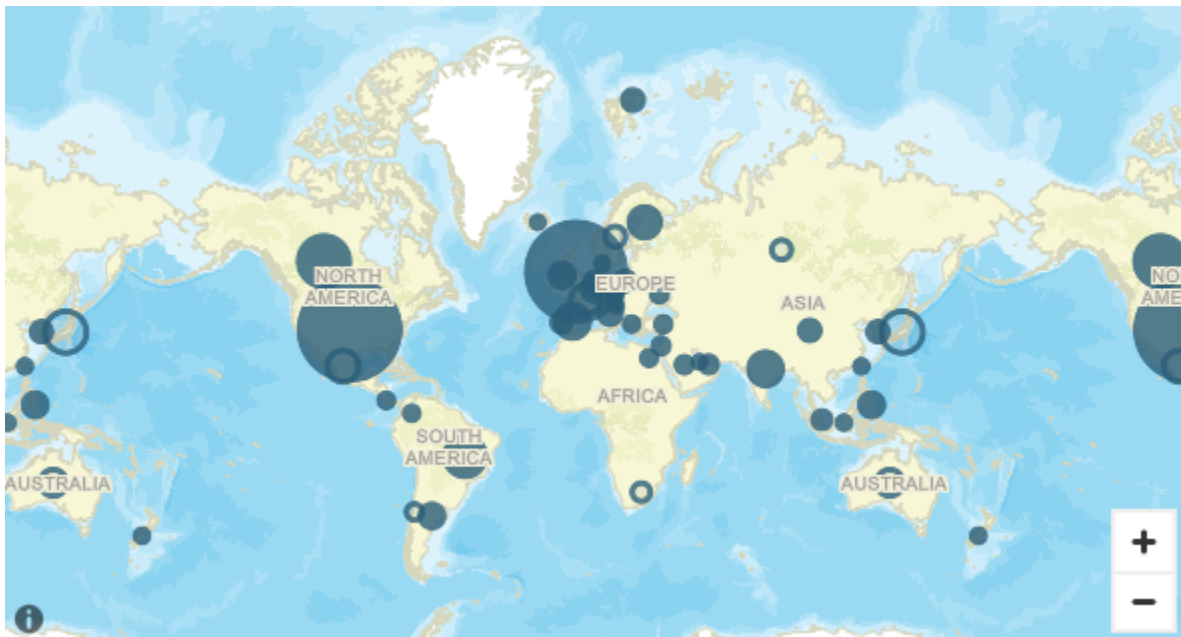 NORTH
AMERICA
EUROPE
ASIA
AFRICA
SOUTH
AMERICA
AUSTRALIA
AUSTRALIA
NO
AME
i
+
−